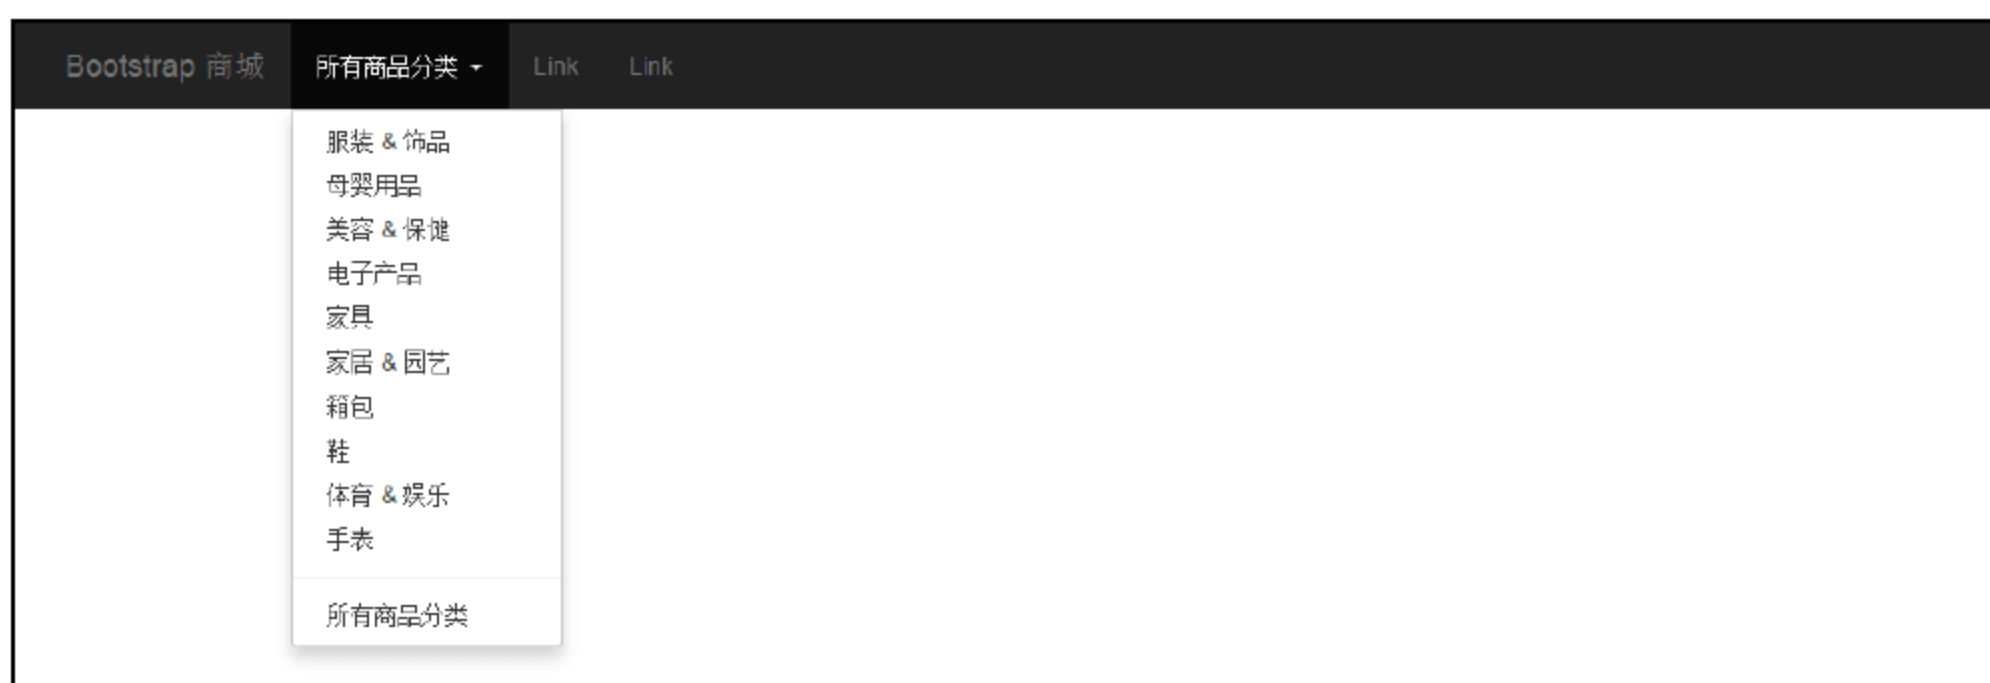 Bootstrap 商城 所有商品分类 Link Link
服装 & 饰品
母婴用品
美容 & 保健
电子产品
家具
家居 & 园艺
箱包
鞋
体育 & 娱乐
手表
所有商品分类